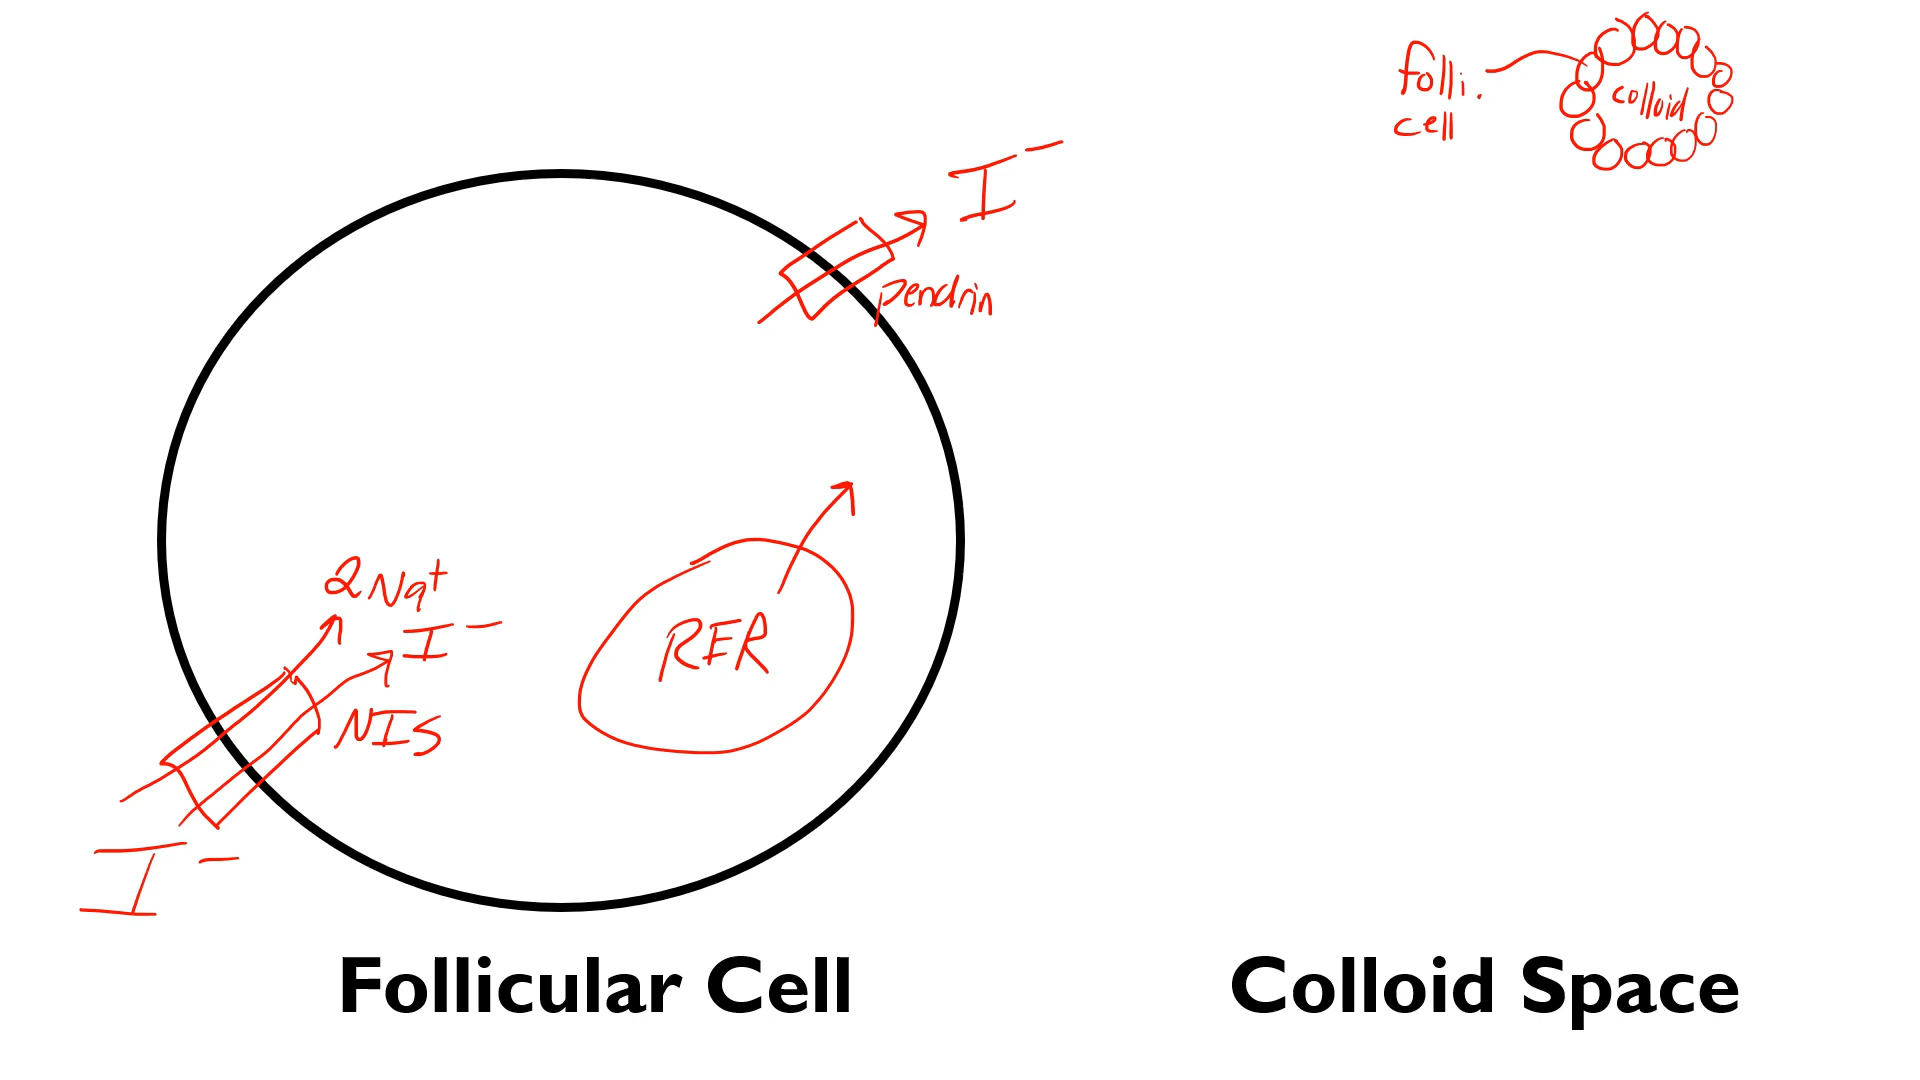 folli.
cell
colloid
I⁻
pendrin
2Na⁺
I⁻
NIS
RER
I⁻
Follicular Cell
Colloid Space